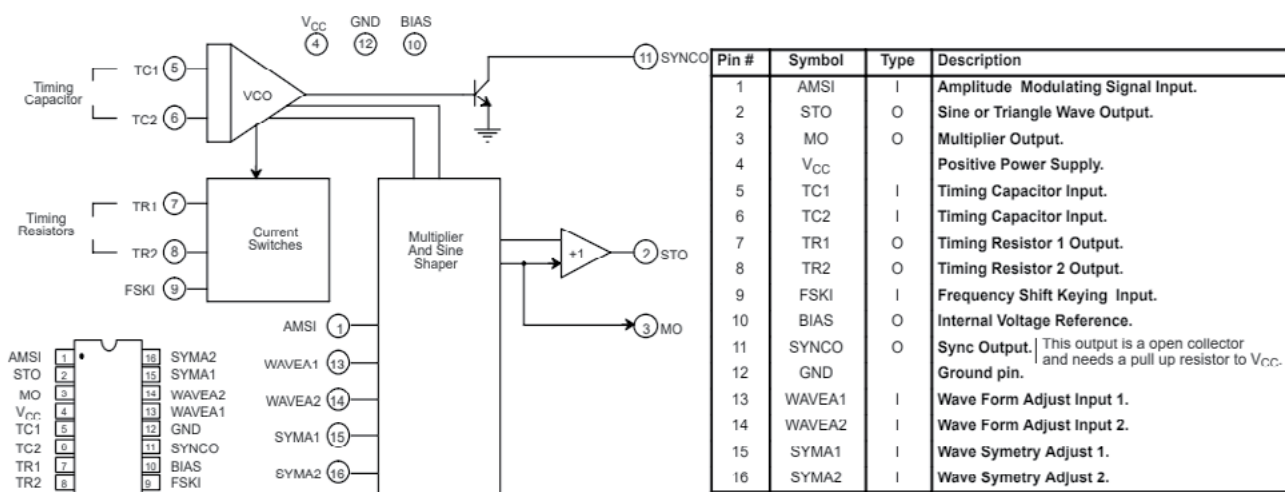 VCC GND BIAS
4 12 10
Timing
Capacitor
TC1 5
TC2 6
VCO
11 SYNCO
Timing
Resistors
TR1 7
TR2 8
FSKI 9
Current
Switches
Multiplier
And Sine
Shaper
+1
2 STO
3 MO
AMSI 1
WAVEA1 13
WAVEA2 14
SYMA1 15
SYMA2 16
AMSI 1 16 SYMA2
STO 2 15 SYMA1
MO 3 14 WAVEA2
VCC 4 13 WAVEA1
TC1 5 12 GND
TC2 6 11 SYNCO
TR1 7 10 BIAS
TR2 8 9 FSKI
Pin # Symbol Type Description
1 AMSI I Amplitude Modulating Signal Input.
2 STO O Sine or Triangle Wave Output.
3 MO O Multiplier Output.
4 VCC Positive Power Supply.
5 TC1 I Timing Capacitor Input.
6 TC2 I Timing Capacitor Input.
7 TR1 O Timing Resistor 1 Output.
8 TR2 O Timing Resistor 2 Output.
9 FSKI I Frequency Shift Keying Input.
10 BIAS O Internal Voltage Reference.
11 SYNCO O Sync Output. This output is a open collector
and needs a pull up resistor to VCC.
12 GND Ground pin.
13 WAVEA1 I Wave Form Adjust Input 1.
14 WAVEA2 I Wave Form Adjust Input 2.
15 SYMA1 I Wave Symetry Adjust 1.
16 SYMA2 I Wave Symetry Adjust 2.